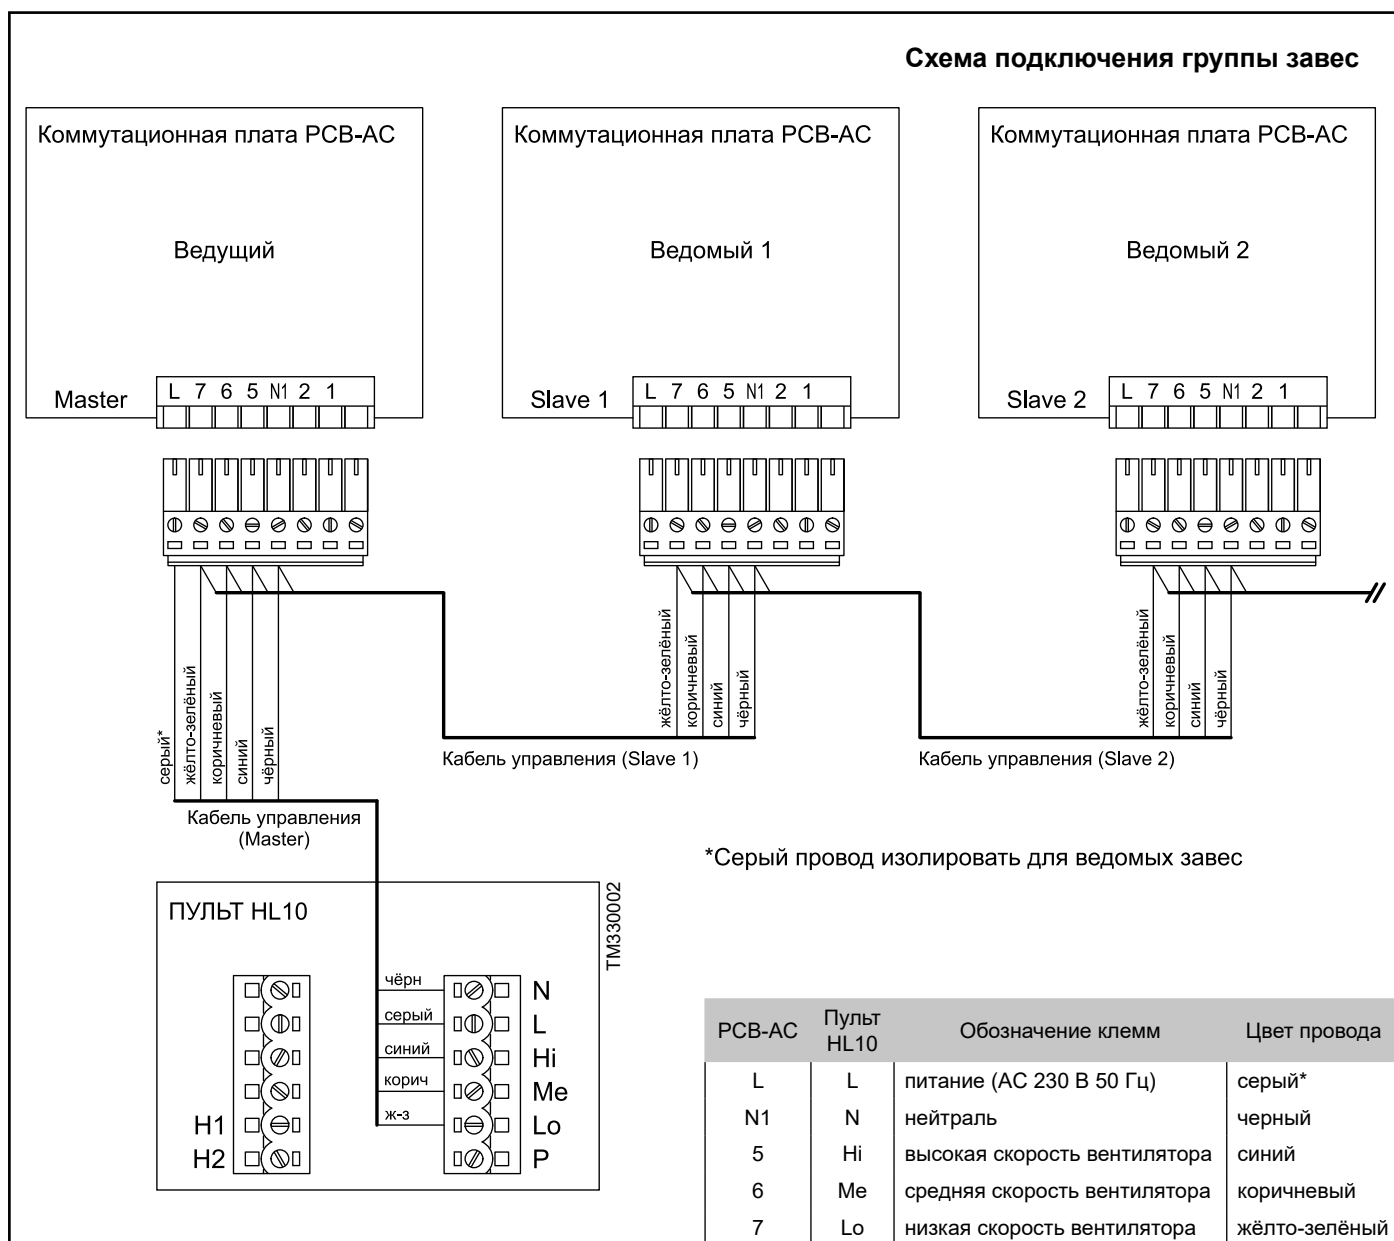 Схема подключения группы завес
Коммутационная плата PCB-AC
Ведущий
Master
L 7 6 5 N1 2 1
Коммутационная плата PCB-AC
Ведомый 1
Slave 1
L 7 6 5 N1 2 1
Коммутационная плата PCB-AC
Ведомый 2
Slave 2
L 7 6 5 N1 2 1
серый*
жёлто-зелёный
коричневый
синий
чёрный
Кабель управления
(Master)
жёлто-зелёный
коричневый
синий
чёрный
Кабель управления (Slave 1)
жёлто-зелёный
коричневый
синий
чёрный
Кабель управления (Slave 2)
*Серый провод изолировать для ведомых завес
ПУЛЬТ HL10
TM330002
H1
H2
чёрн
серый
синий
корич
ж-з
N
L
Hi
Me
Lo
P
PCB-AC Пульт HL10 Обозначение клемм Цвет провода
L L питание (AC 230 В 50 Гц) серый*
N1 N нейтраль черный
5 Hi высокая скорость вентилятора синий
6 Me средняя скорость вентилятора коричневый
7 Lo низкая скорость вентилятора жёлто-зелёный